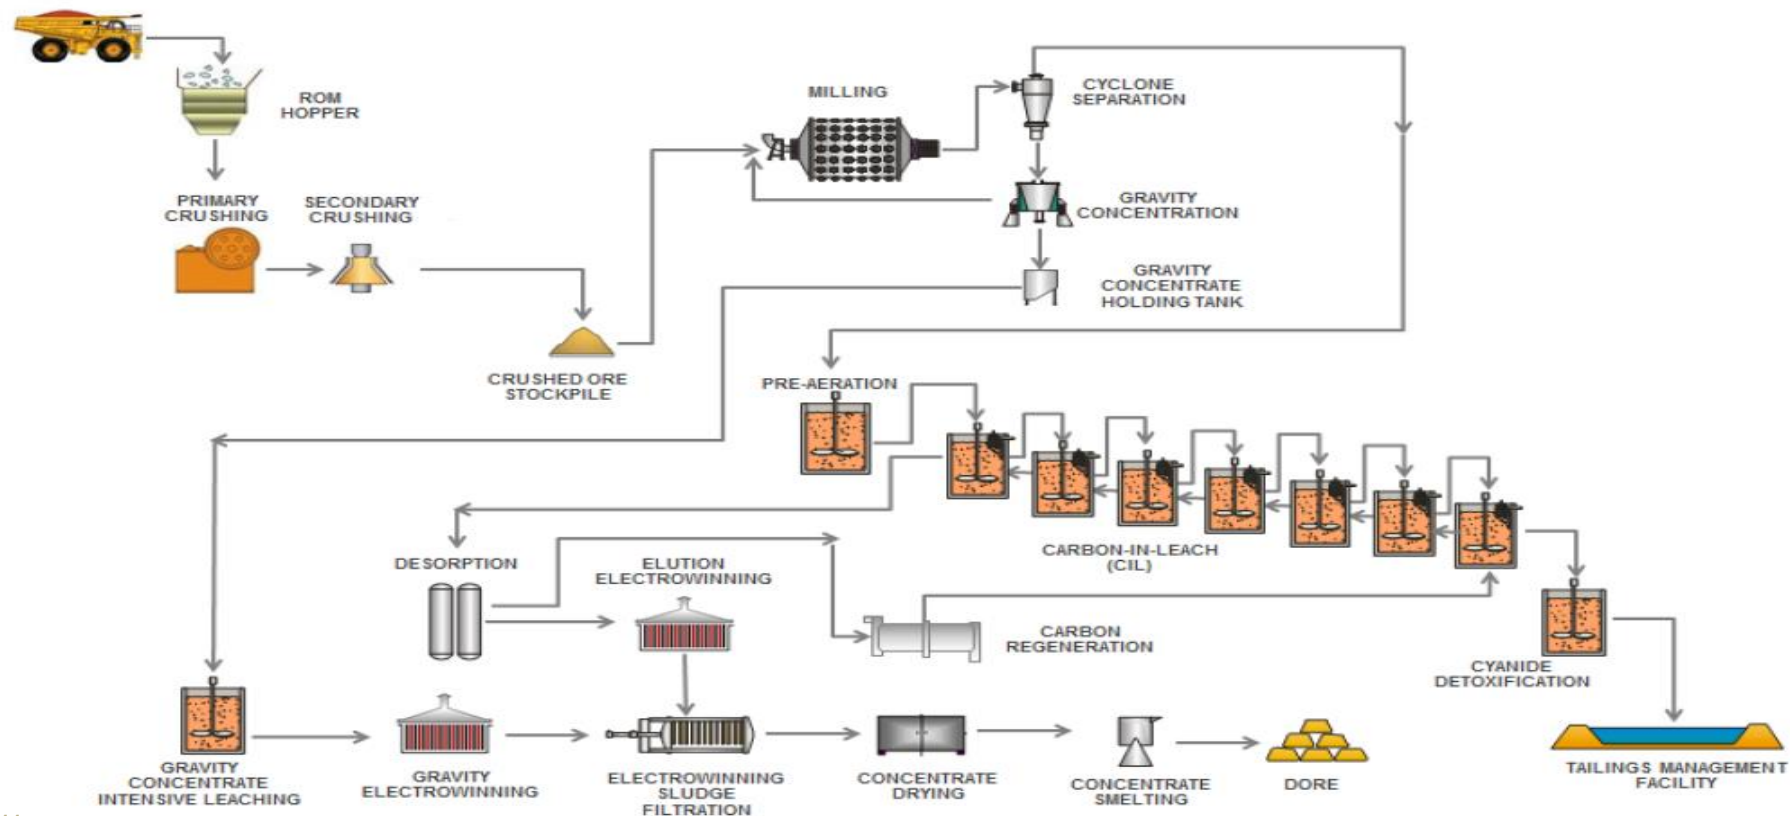 ROM
HOPPER
PRIMARY
CRUSHING
SECONDARY
CRUSHING
CRUSHED ORE
STOCKPILE
MILLING
CYCLONE
SEPARATION
GRAVITY
CONCENTRATION
GRAVITY
CONCENTRATE
HOLDING TANK
PRE-AERATION
CARBON-IN-LEACH
(CIL)
DESORPTION
ELUTION
ELECTROWINNING
CARBON
REGENERATION
CYANIDE
DETOXIFICATION
GRAVITY
CONCENTRATE
INTENSIVE LEACHING
GRAVITY
ELECTROWINNING
ELECTROWINNING
SLUDGE
FILTRATION
CONCENTRATE
DRYING
CONCENTRATE
SMELTING
DORE
TAILINGS MANAGEMENT
FACILITY